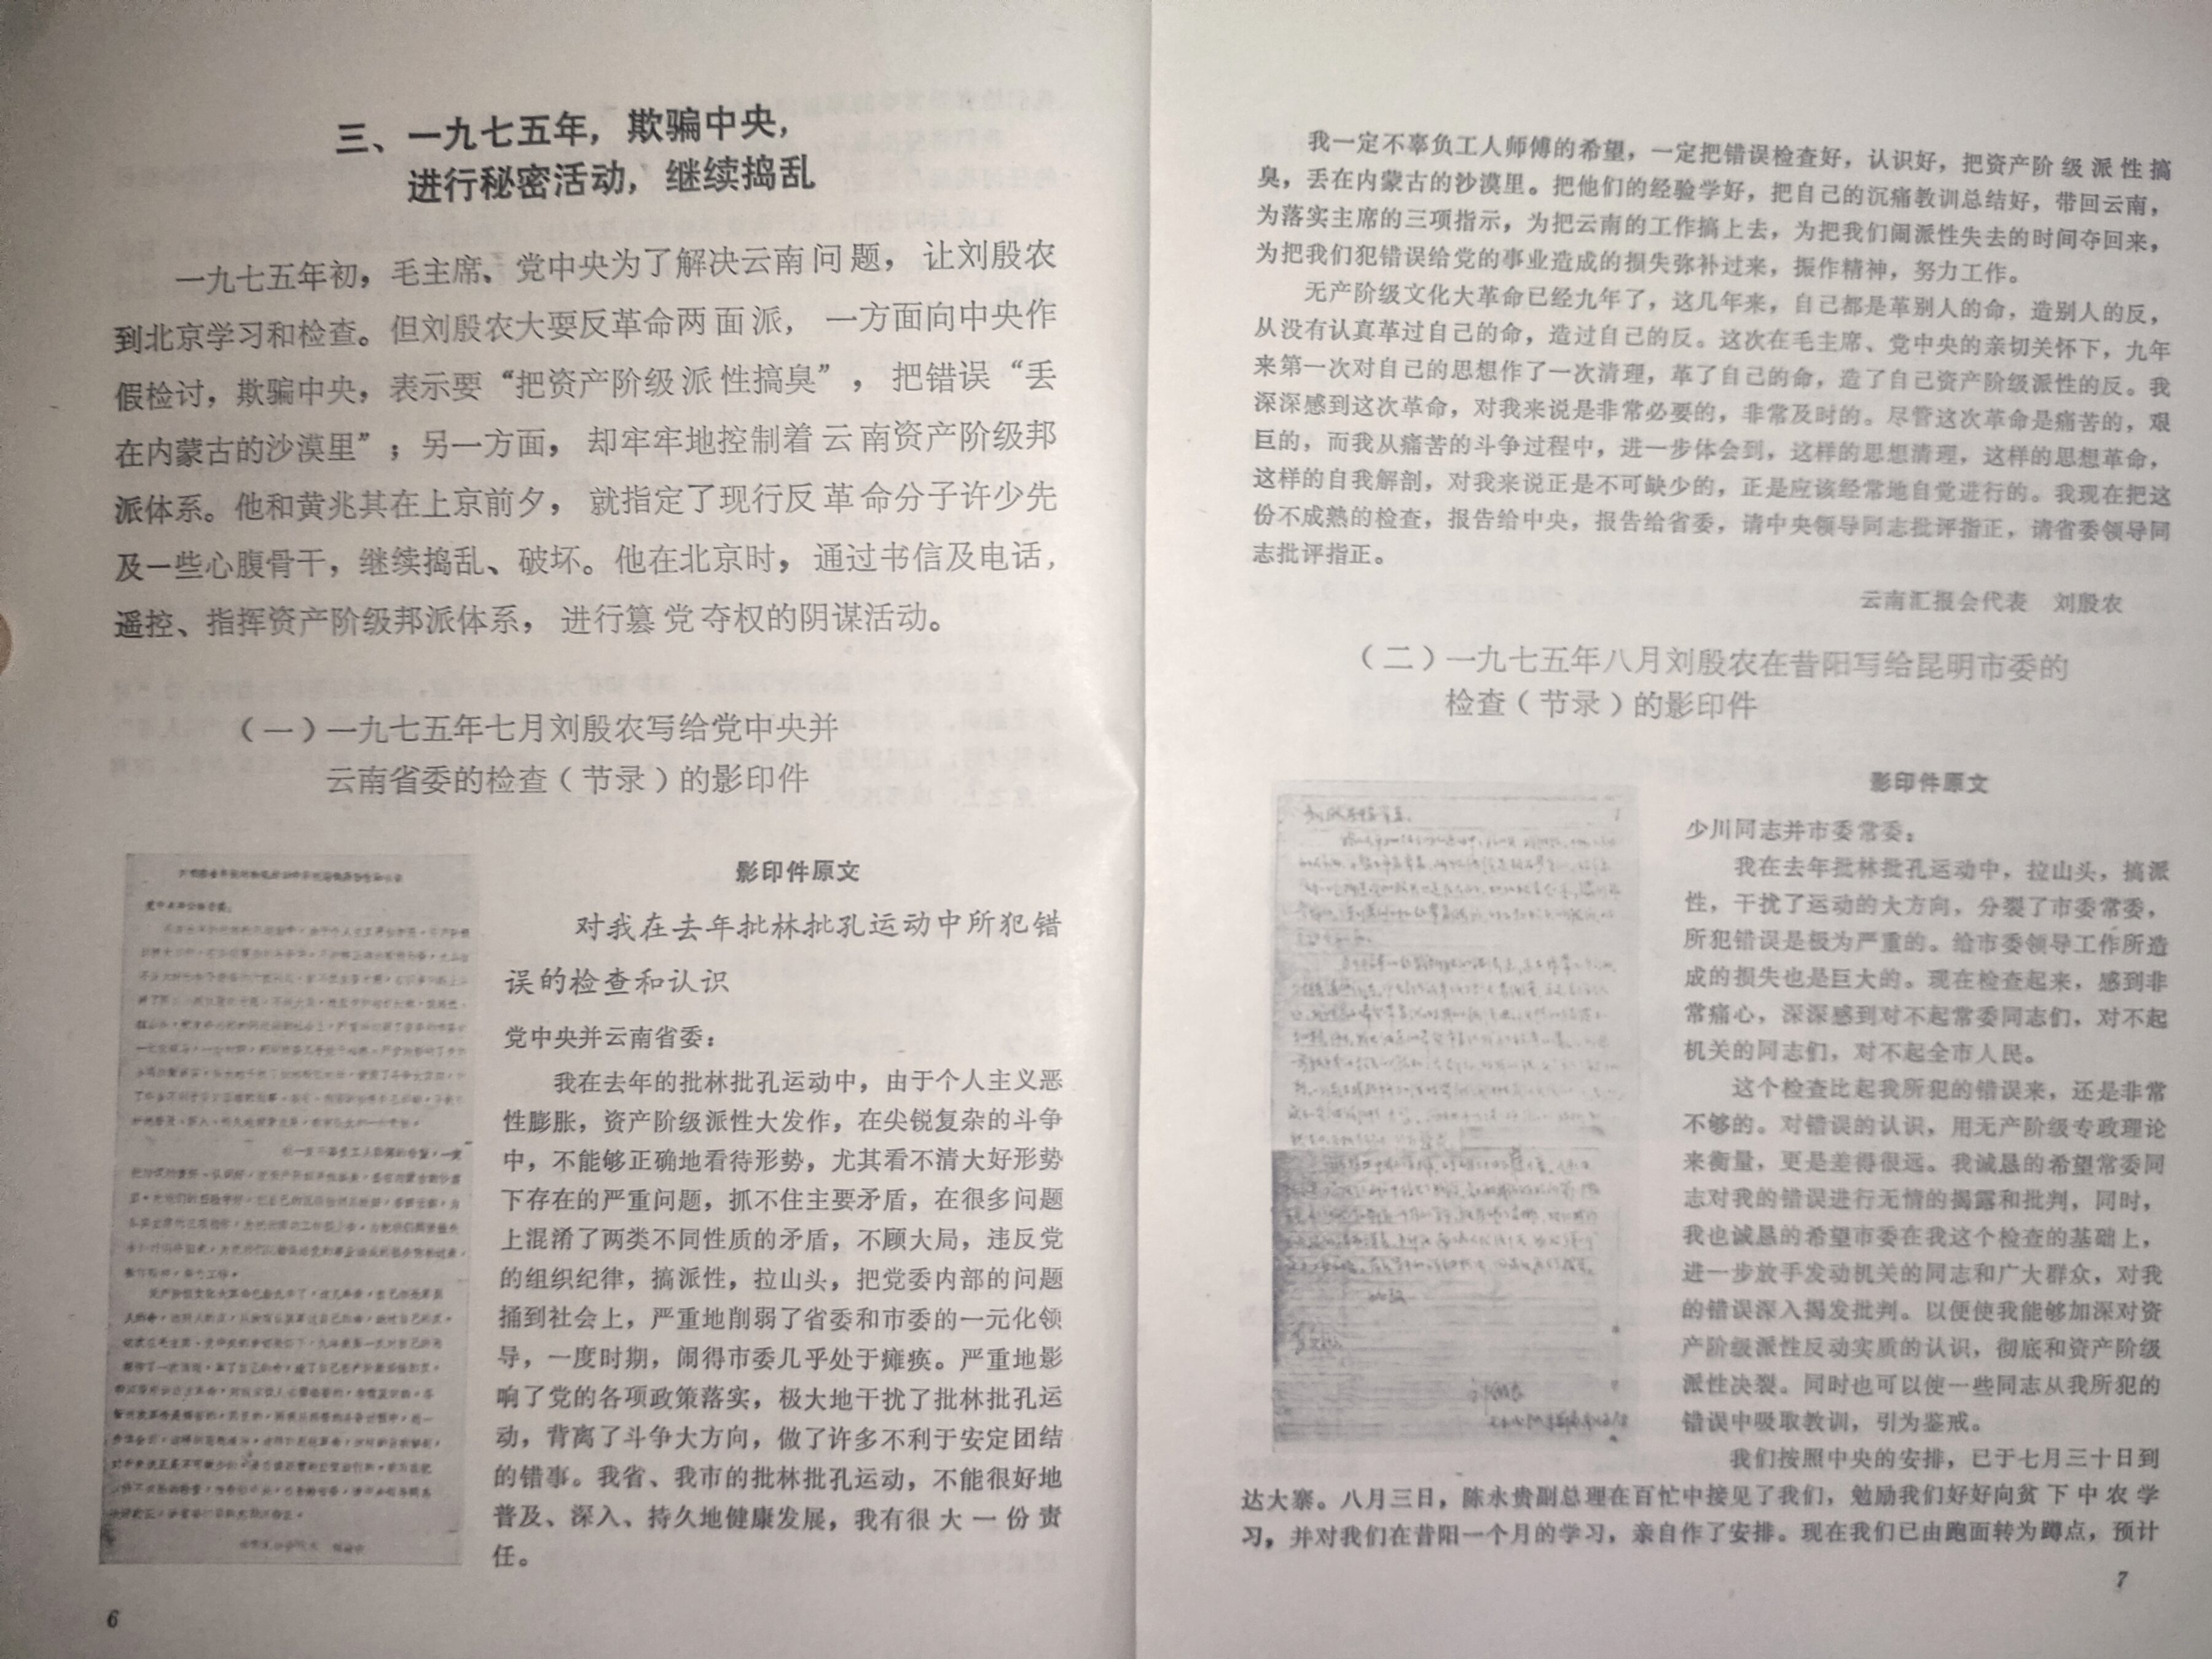 三、一九七五年，欺骗中央，
进行秘密活动，继续捣乱
一九七五年初，毛主席、党中央为了解决云南问题，让刘殷农
到北京学习和检查。但刘殷农大耍反革命两面派，一方面向中央作
假检讨，欺骗中央，表示要“把资产阶级派性搞臭”，把错误“丢
在内蒙古的沙漠里”；另一方面，却牢牢地控制着云南资产阶级邦
派体系。他和黄兆其在上京前夕，就指定了现行反革命分子许少先
及一些心腹骨干，继续捣乱、破坏。他在北京时，通过书信及电话，
遥控、指挥资产阶级邦派体系，进行篡党夺权的阴谋活动。
（一）一九七五年七月刘殷农写给党中央并
云南省委的检查（节录）的影印件
影印件原文
对我在去年批林批孔运动中所犯错
误的检查和认识
党中央并云南省委：
我在去年的批林批孔运动中，由于个人主义恶
性膨胀，资产阶级派性大发作，在尖锐复杂的斗争
中，不能够正确地看待形势，尤其看不清大好形势
下存在的严重问题，抓不住主要矛盾，在很多问题
上混淆了两类不同性质的矛盾，不顾大局，违反党
的组织纪律，搞派性，拉山头，把党委内部的问题
捅到社会上，严重地削弱了省委和市委的一元化领
导，一度时期，闹得市委几乎处于瘫痪。严重地影
响了党的各项政策落实，极大地干扰了批林批孔运
动，背离了斗争大方向，做了许多不利于安定团结
的错事。我省、我市的批林批孔运动，不能很好地
普及、深入、持久地健康发展，我有很大一份责
任。
6
我一定不辜负工人师傅的希望，一定把错误检查好，认识好，把资产阶级派性搞
臭，丢在内蒙古的沙漠里。把他们的经验学好，把自己的沉痛教训总结好，带回云南，
为落实主席的三项指示，为把云南的工作搞上去，为把我们闹派性失去的时间夺回来，
为把我们犯错误给党的事业造成的损失弥补过来，振作精神，努力工作。
无产阶级文化大革命已经九年了，这几年来，自己都是革别人的命，造别人的反，
从没有认真革过自己的命，造过自己的反。这次在毛主席、党中央的亲切关怀下，九年
来第一次对自己的思想作了一次清理，革了自己的命，造了自己资产阶级派性的反。我
深深感到这次革命，对我来说是非常必要的，非常及时的。尽管这次革命是痛苦的，艰
巨的，而我从痛苦的斗争过程中，进一步体会到，这样的思想清理，这样的思想革命，
这样的自我解剖，对我来说正是不可缺少的，正是应该经常地自觉进行的。我现在把这
份不成熟的检查，报告给中央，报告给省委，请中央领导同志批评指正，请省委领导同
志批评指正。
云南汇报会代表　刘殷农
（二）一九七五年八月刘殷农在昔阳写给昆明市委的
检查（节录）的影印件
影印件原文
少川同志并市委常委：
我在去年批林批孔运动中，拉山头，搞派
性，干扰了运动的大方向，分裂了市委常委，
所犯错误是极为严重的。给市委领导工作所造
成的损失也是巨大的。现在检查起来，感到非
常痛心，深深感到对不起常委同志们，对不起
机关的同志们，对不起全市人民。
这个检查比起我所犯的错误来，还是非常
不够的。对错误的认识，用无产阶级专政理论
来衡量，更是差得很远。我诚恳的希望常委同
志对我的错误进行无情的揭露和批判，同时，
我也诚恳的希望市委在我这个检查的基础上，
进一步放手发动机关的同志和广大群众，对我
的错误深入揭发批判。以便使我能够加深对资
产阶级派性反动实质的认识，彻底和资产阶级
派性决裂。同时也可以使一些同志从我所犯的
错误中吸取教训，引为鉴戒。
我们按照中央的安排，已于七月三十日到
达大寨。八月三日，陈永贵副总理在百忙中接见了我们，勉励我们好好向贫下中农学
习，并对我们在昔阳一个月的学习，亲自作了安排。现在我们已由跑面转为蹲点，预计
7